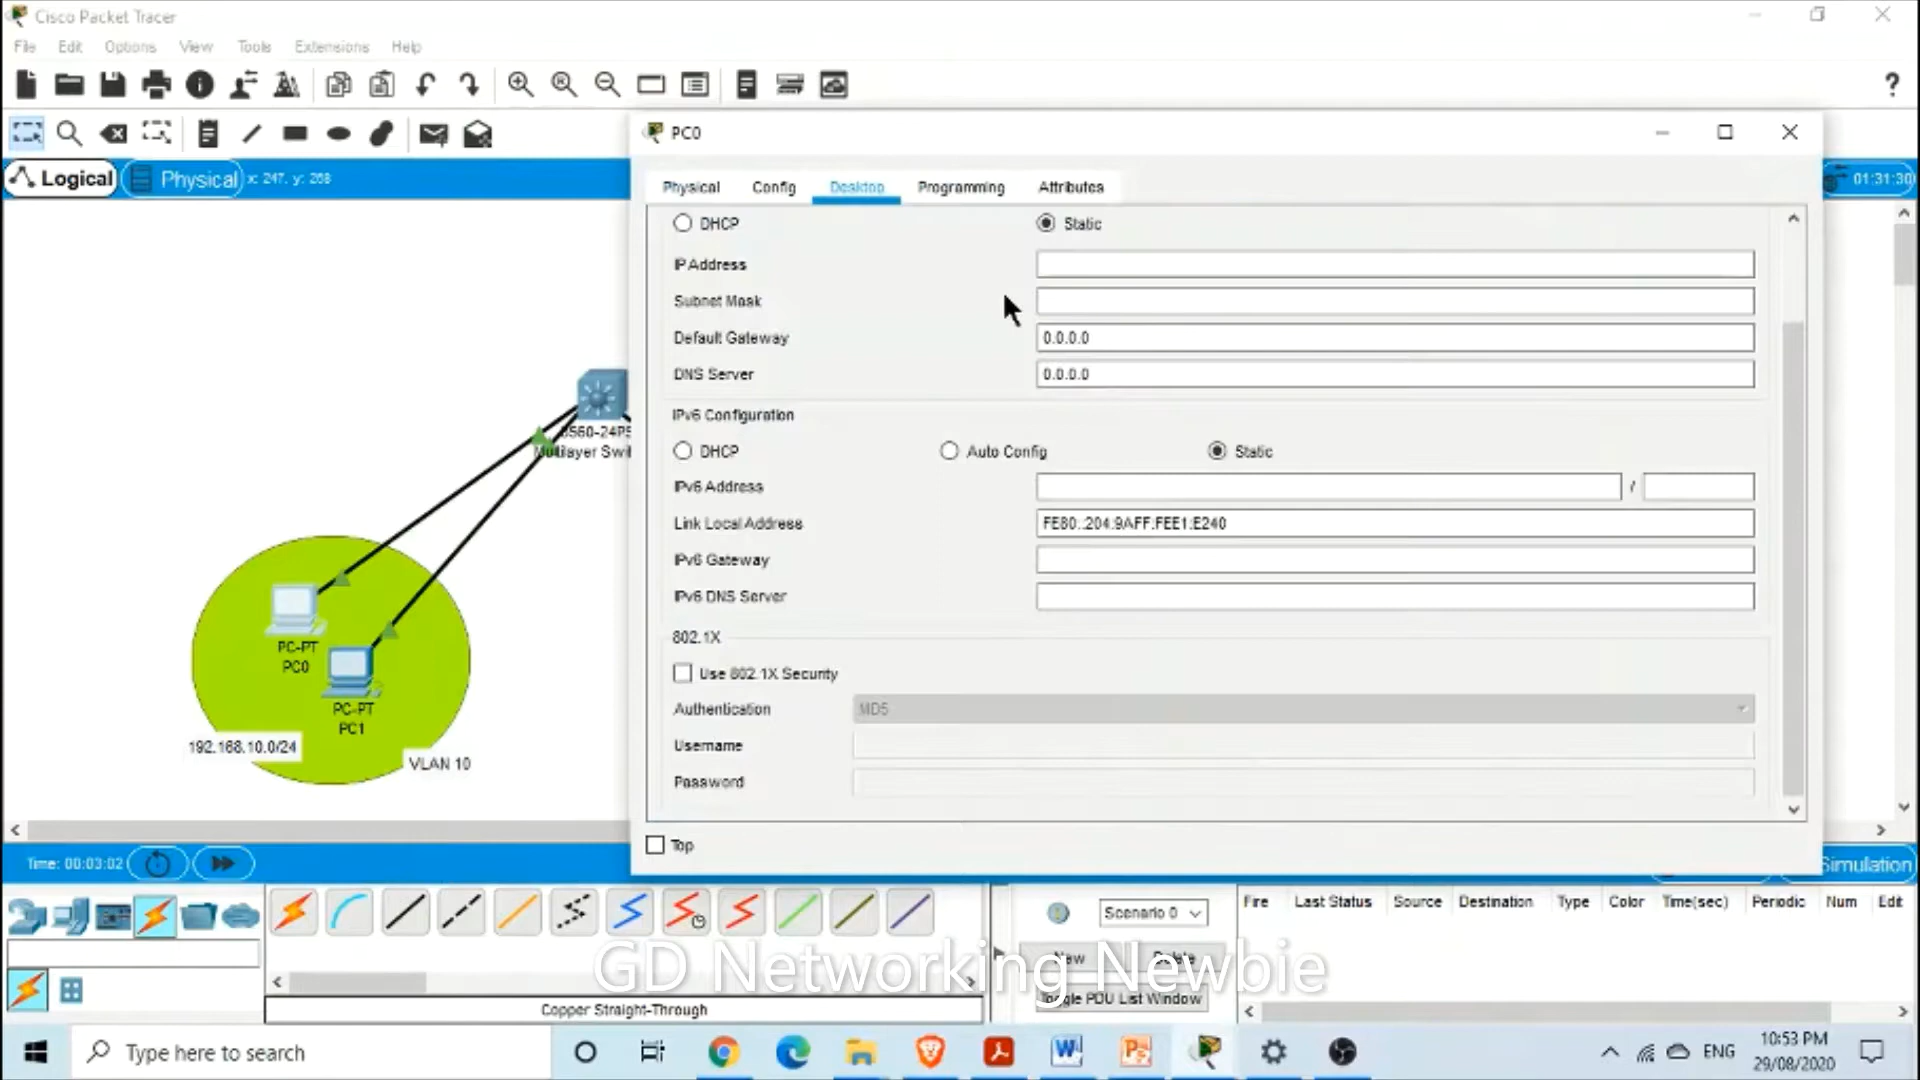 Cisco Packet Tracer
File Edit Options View Tools Extensions Help
?
PC0
Logical Physical x: 247, y: 268 01:31:30
Physical Config Desktop Programming Attributes
DHCP Static
IP Address
Subnet Mask
Default Gateway 0.0.0.0
DNS Server 0.0.0.0
IPv6 Configuration
DHCP Auto Config Static
IPv6 Address /
Link Local Address FE80::204:9AFF:FEE1:E240
IPv6 Gateway
IPv6 DNS Server
802.1X
Use 802.1X Security
Authentication MD5
Username
Password
Top
3560-24PS
Multilayer Swi
PC-PT
PC0
PC-PT
PC1
192.168.10.0/24
VLAN 10
Time: 00:03:02 Simulation
Scenario 0
New Delete
Toggle PDU List Window
Fire Last Status Source Destination Type Color Time(sec) Periodic Num Edit
GD Networking Newbie
Copper Straight-Through
Type here to search
ENG
10:53 PM
29/08/2020